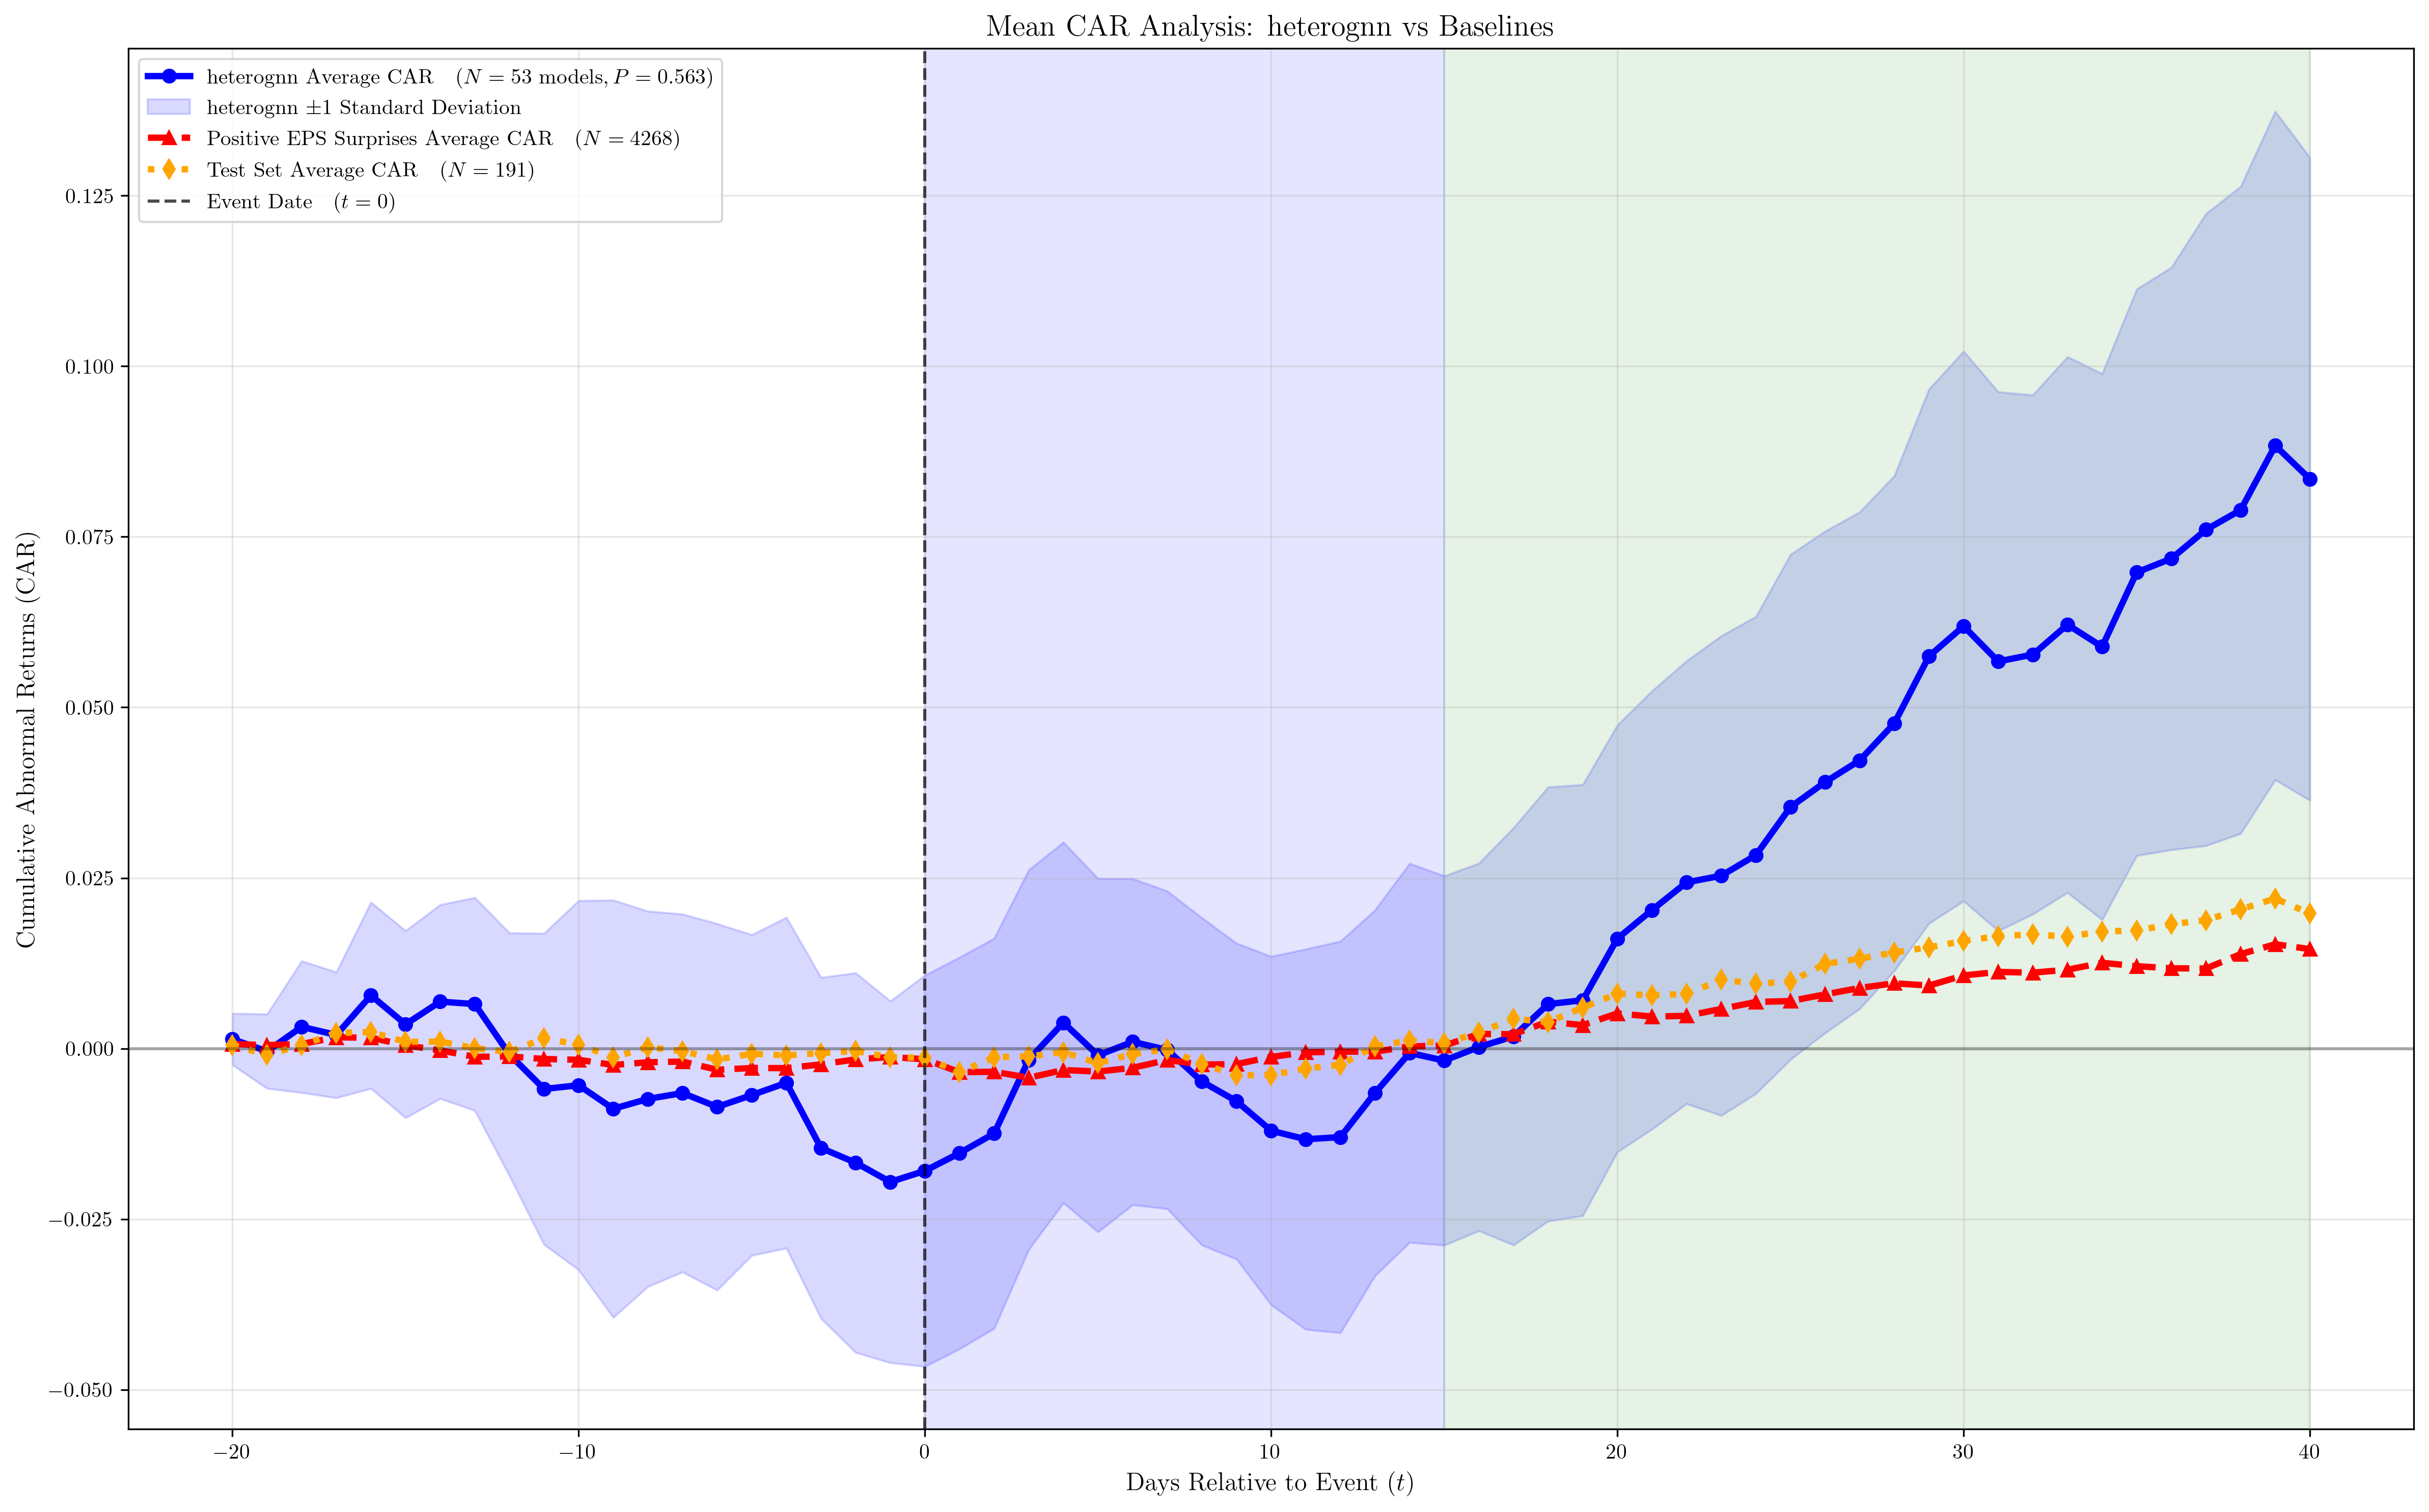 Mean CAR Analysis: heterognn vs Baselines
heterognn Average CAR (N = 53 models, P = 0.563)
heterognn ±1 Standard Deviation
Positive EPS Surprises Average CAR (N = 4268)
Test Set Average CAR (N = 191)
Event Date (t = 0)
Cumulative Abnormal Returns (CAR)
0.125
0.100
0.075
0.050
0.025
0.000
−0.025
−0.050
−20 −10 0 10 20 30 40
Days Relative to Event (t)